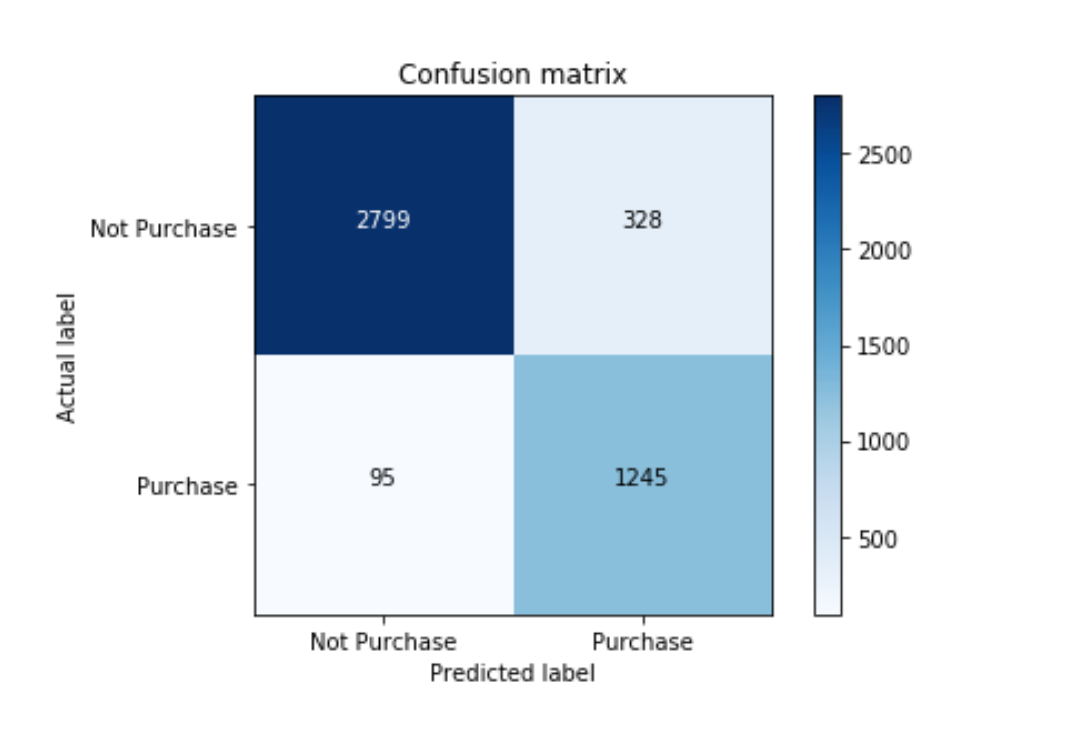 Confusion matrix
Not Purchase
2799
328
Purchase
95
1245
Actual label
Not Purchase
Purchase
Predicted label
2500
2000
1500
1000
500